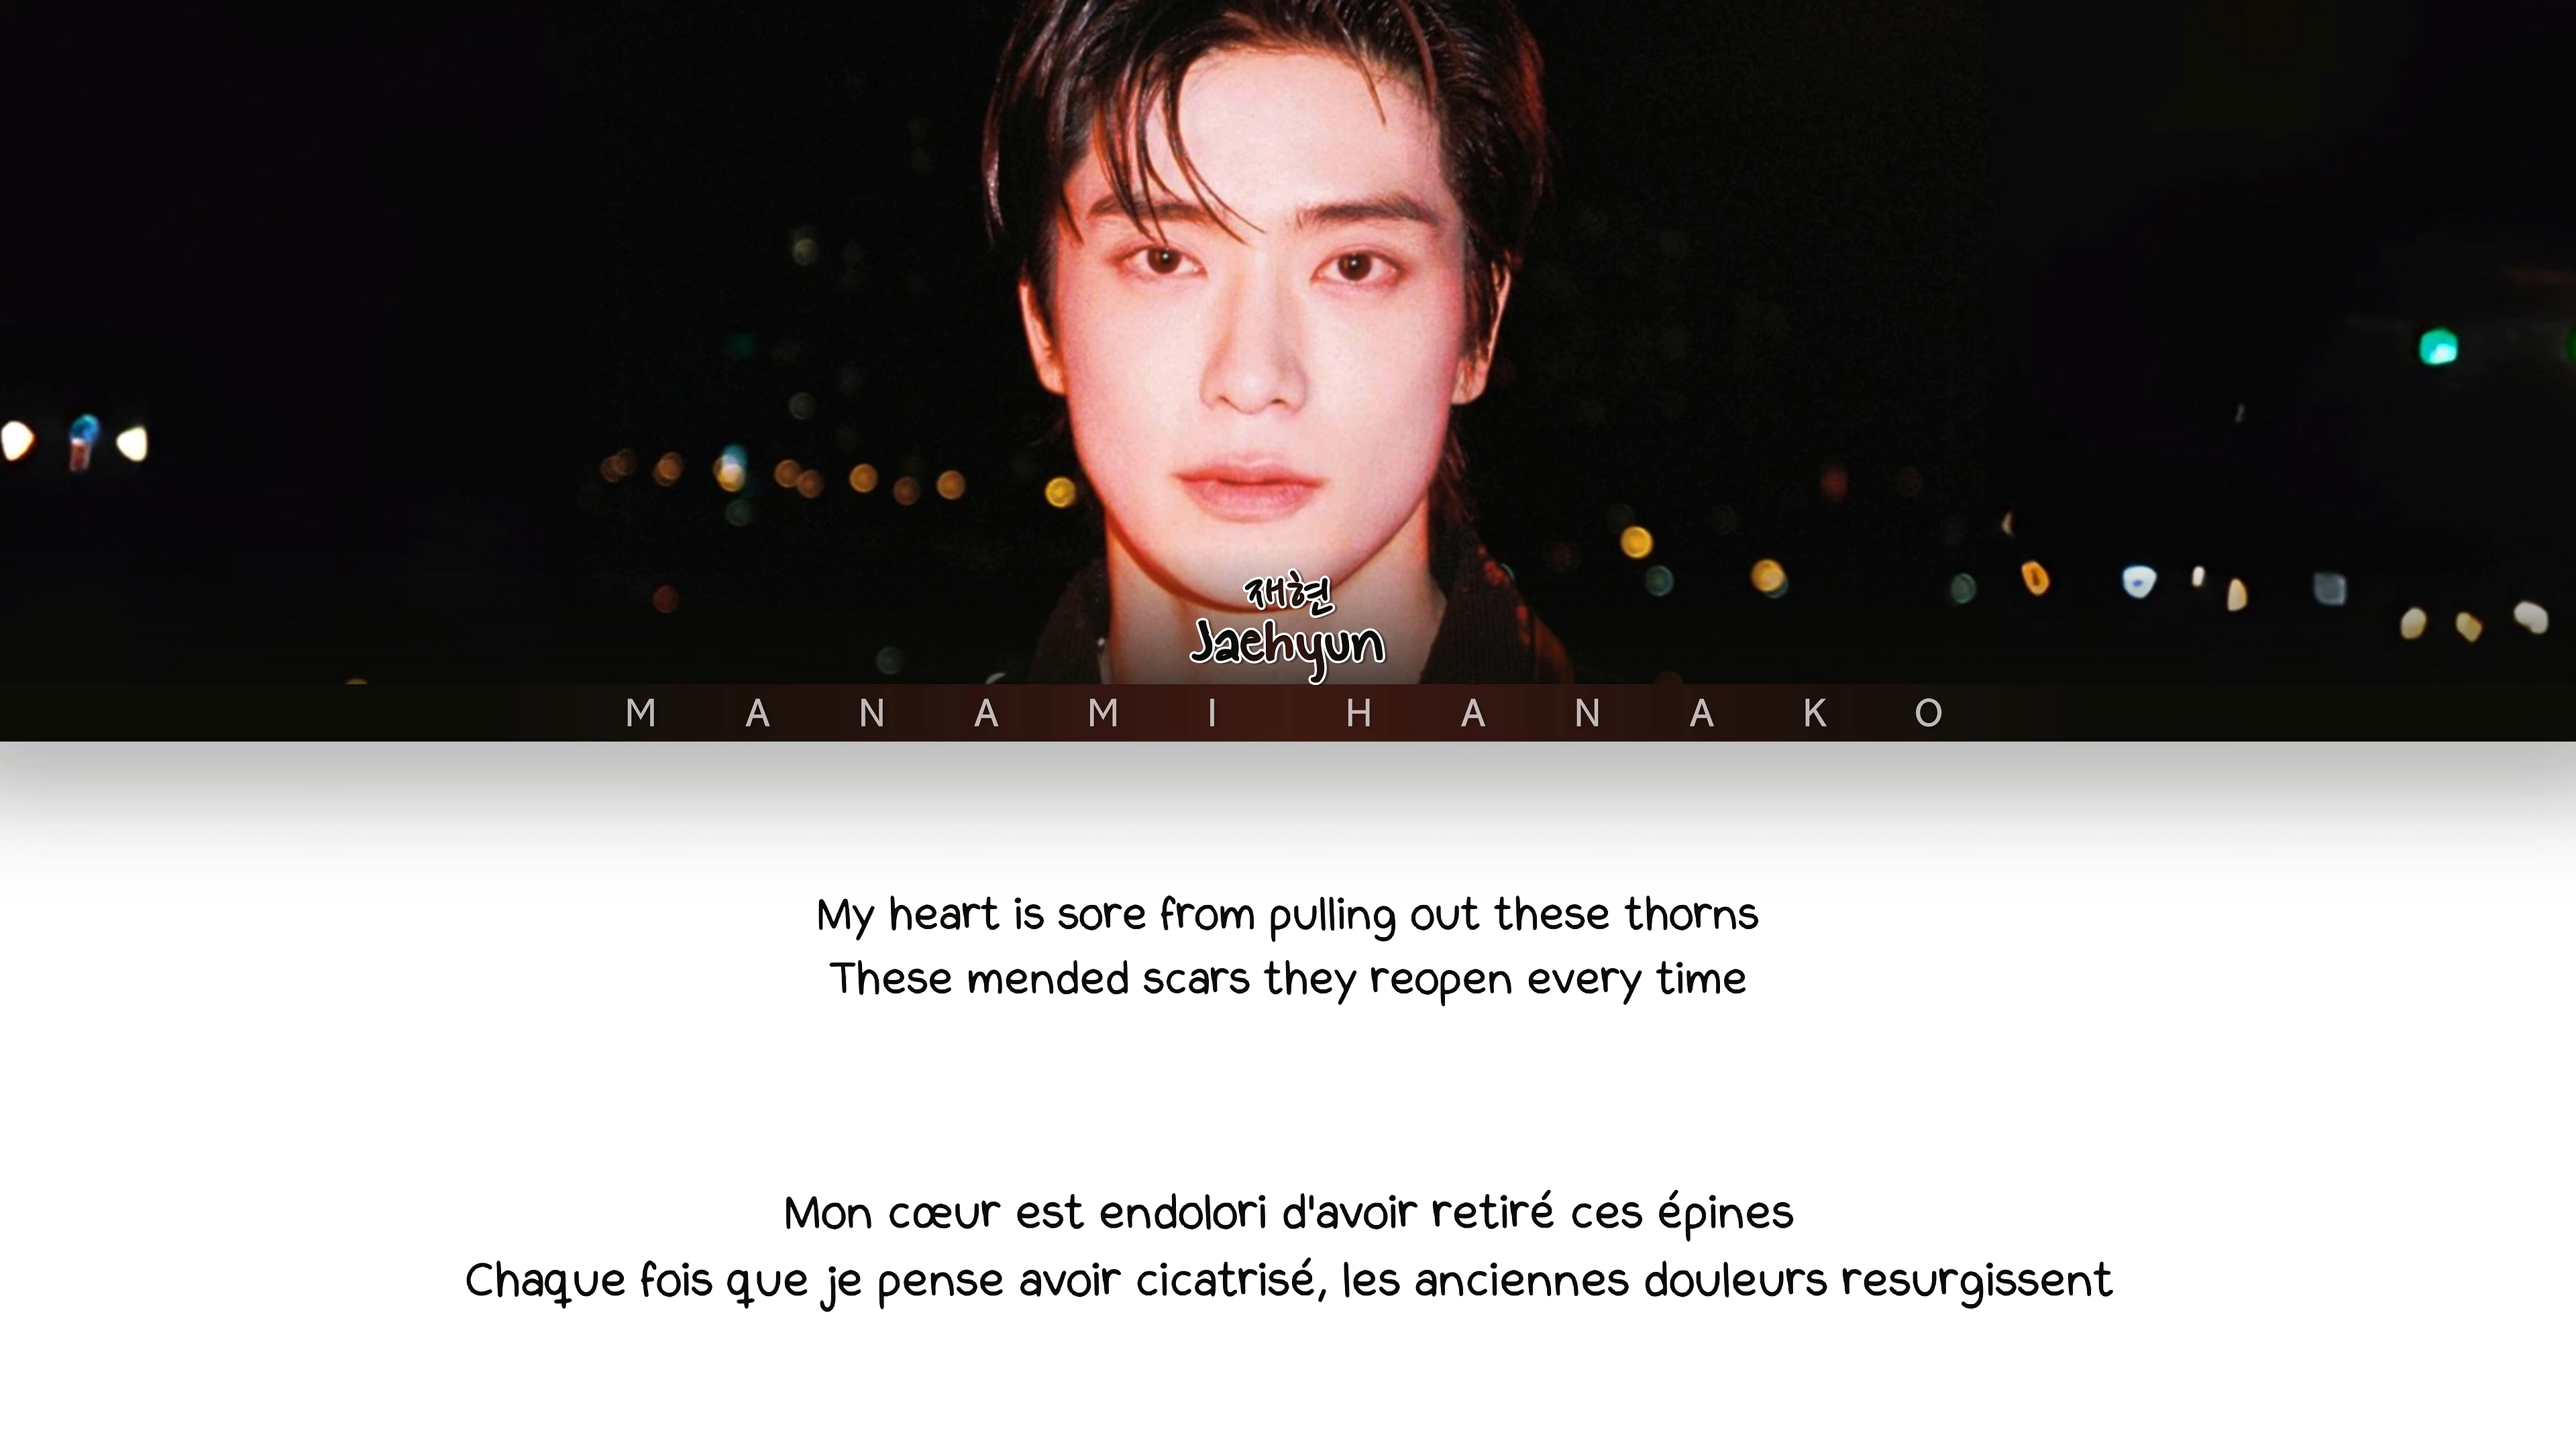 재현
Jaehyun
MANAMI HANAKO
My heart is sore from pulling out these thorns
These mended scars they reopen every time
Mon cœur est endolori d'avoir retiré ces épines
Chaque fois que je pense avoir cicatrisé, les anciennes douleurs resurgissent